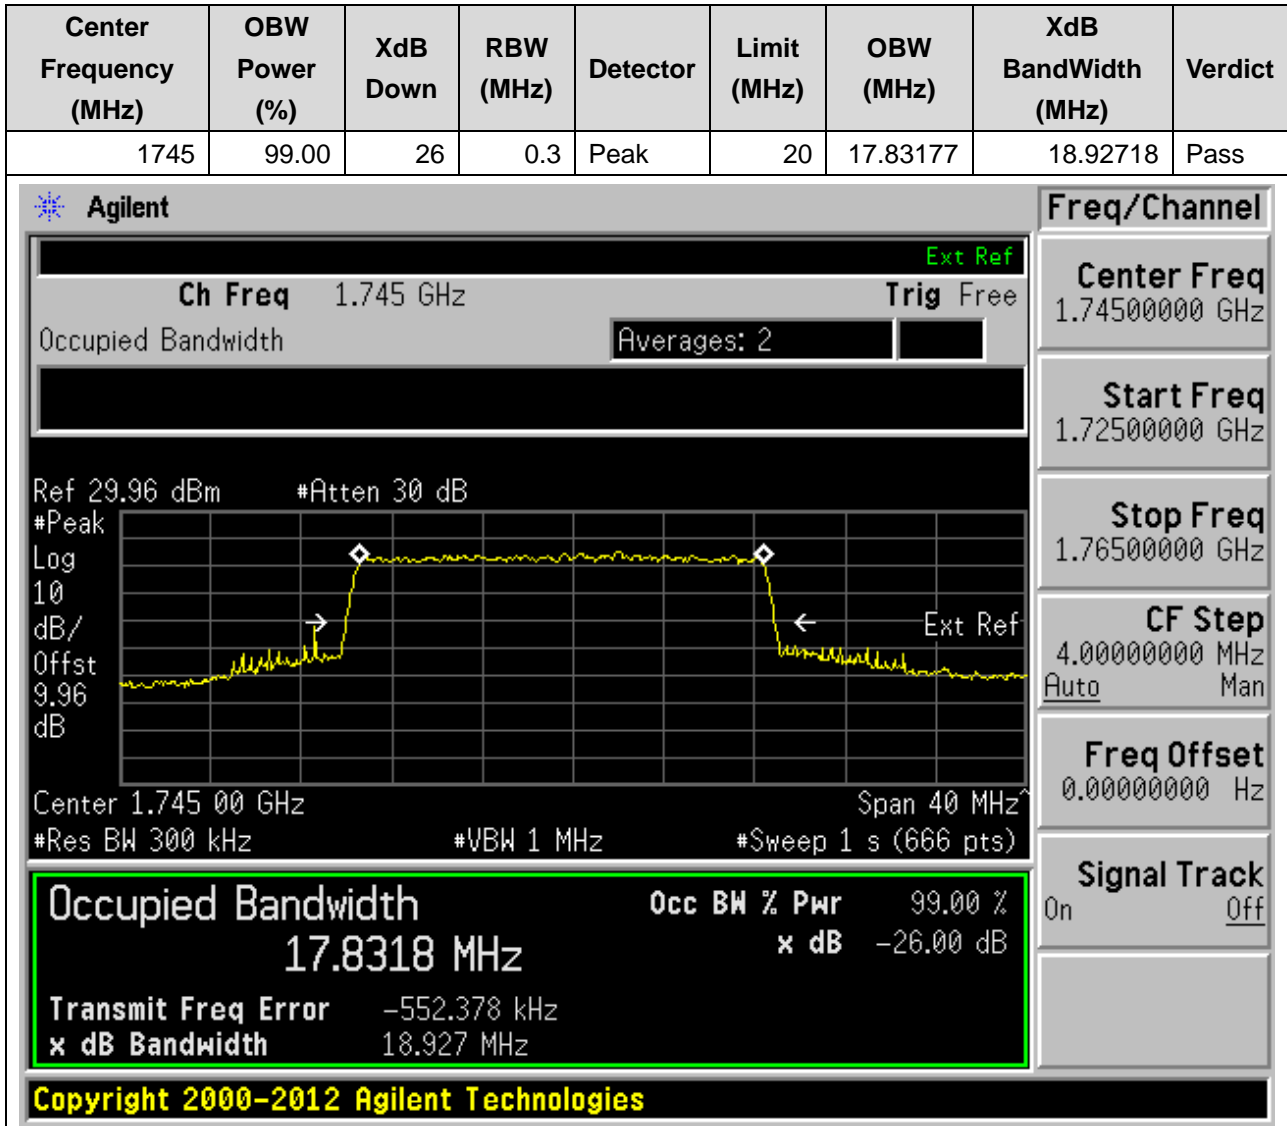 Center Frequency (MHz) OBW Power (%) XdB Down RBW (MHz) Detector Limit (MHz) OBW (MHz) XdB BandWidth (MHz) Verdict
1745 99.00 26 0.3 Peak 20 17.83177 18.92718 Pass
Agilent
Freq/Channel
Ext Ref
Ch Freq 1.745 GHz Trig Free
Occupied Bandwidth Averages: 2
Center Freq
1.74500000 GHz
Start Freq
1.72500000 GHz
Stop Freq
1.76500000 GHz
CF Step
4.00000000 MHz
Auto Man
Freq Offset
0.00000000 Hz
Signal Track
On Off
Ref 29.96 dBm #Atten 30 dB
#Peak
Log
10
dB/
Offst
9.96
dB
Ext Ref
Center 1.745 00 GHz Span 40 MHz^
#Res BW 300 kHz #VBW 1 MHz #Sweep 1 s (666 pts)
Occupied Bandwidth
17.8318 MHz
Occ BW % Pwr 99.00 %
x dB -26.00 dB
Transmit Freq Error -552.378 kHz
x dB Bandwidth 18.927 MHz
Copyright 2000-2012 Agilent Technologies